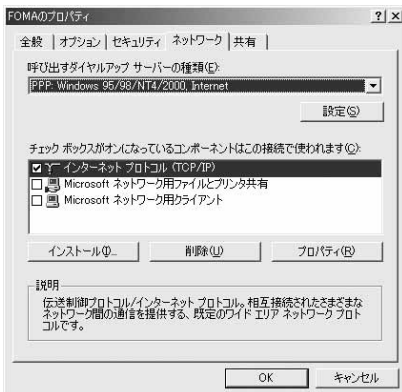 FOMAのプロパティ
全般 オプション セキュリティ ネットワーク 共有
呼び出すダイヤルアップ サーバーの種類(E):
PPP: Windows 95/98/NT4/2000, Internet
設定(S)
チェック ボックスがオンになっているコンポーネントはこの接続で使われます(O):
インターネット プロトコル (TCP/IP)
Microsoft ネットワーク用ファイルとプリンタ共有
Microsoft ネットワーク用クライアント
インストール(I)... 削除(U) プロパティ(R)
説明
伝送制御プロトコル/インターネット プロトコル。相互接続されたさまざまな
ネットワーク間の通信を提供する、既定のワイド エリア ネットワーク プロト
コルです。
OK キャンセル